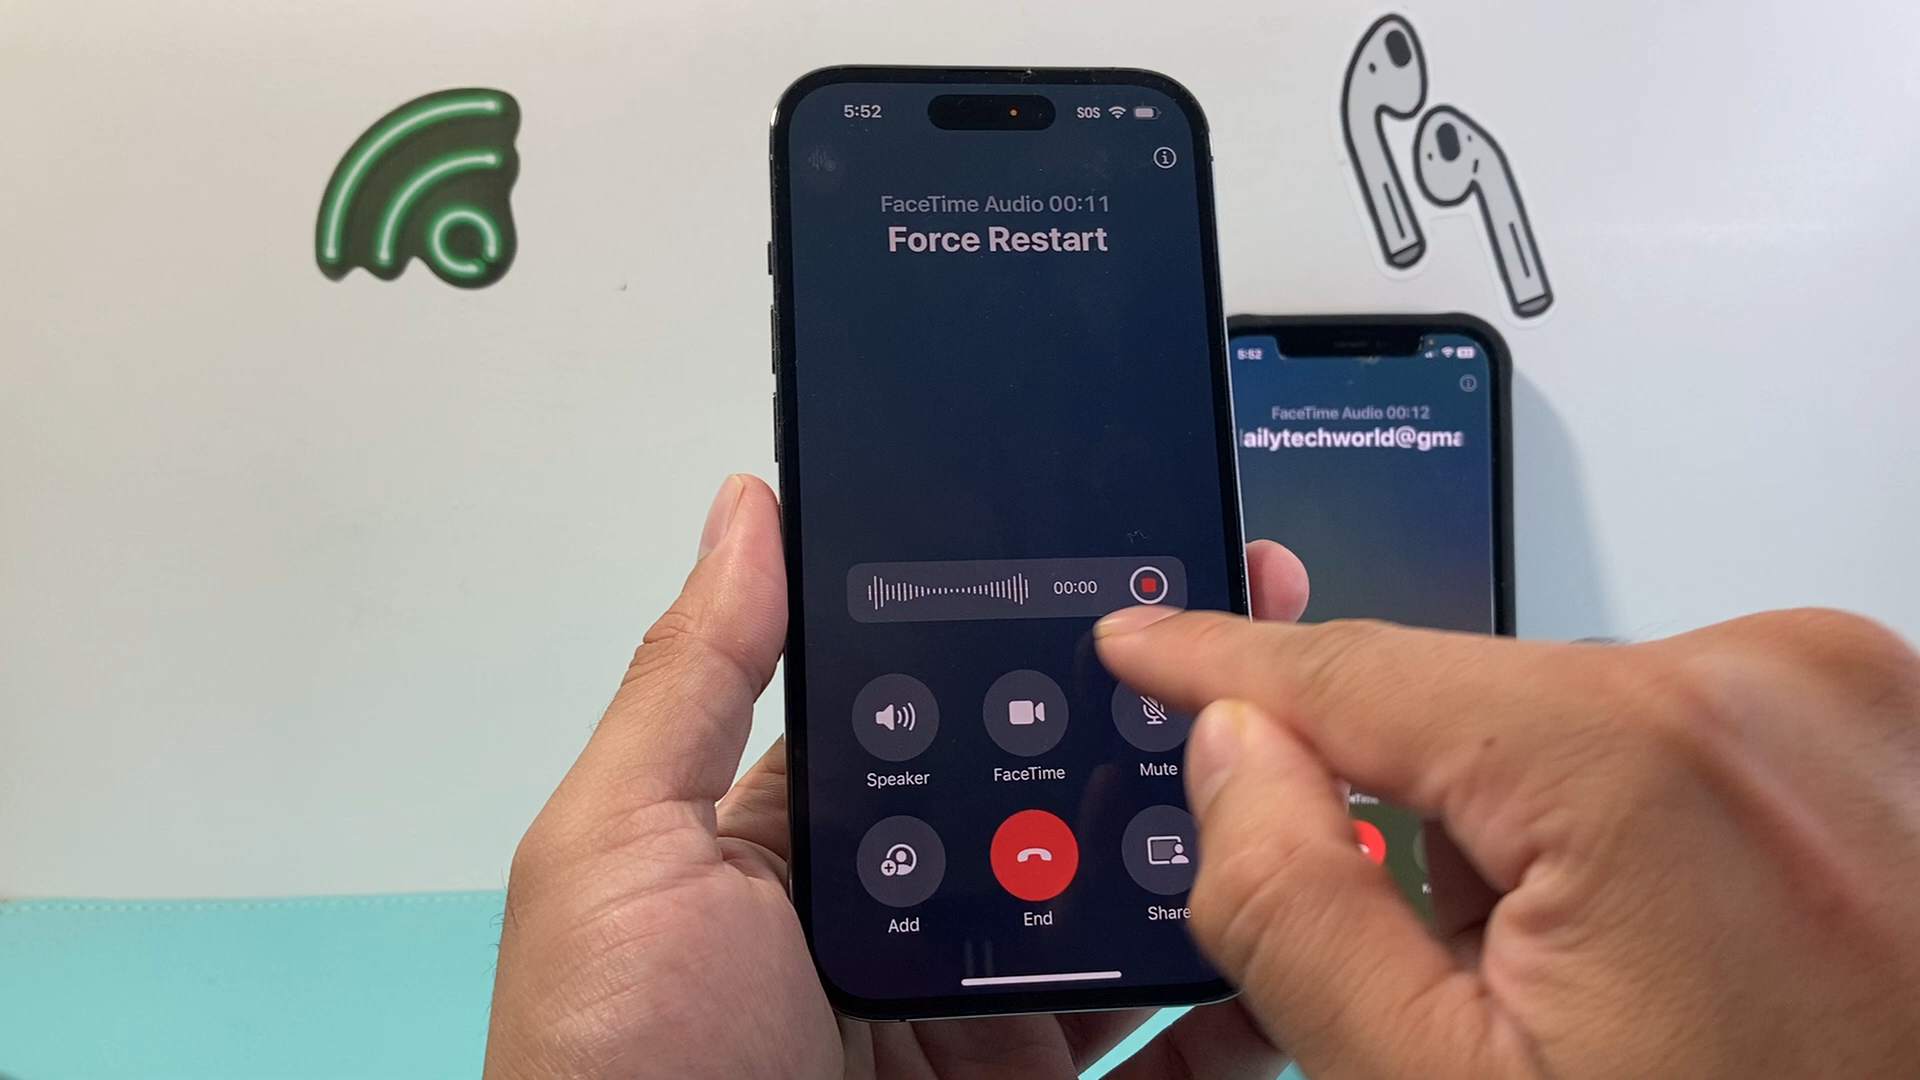 5:52 SOS
FaceTime Audio 00:11
Force Restart
00:00
Speaker FaceTime Mute
Add End Share
5:52
FaceTime Audio 00:12
ailytechworld@gma